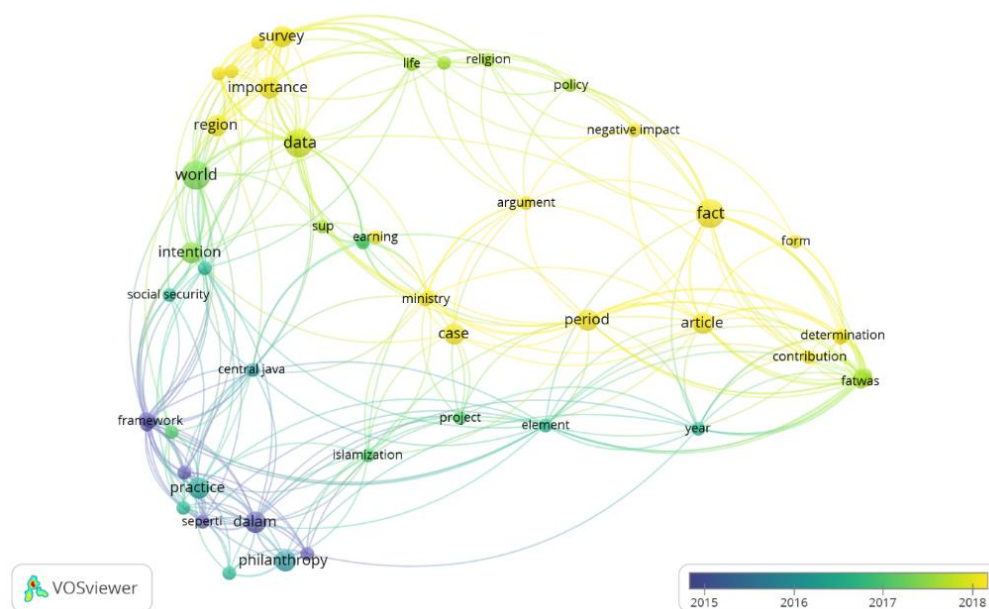 survey
life
religion
importance
policy
region
negative impact
data
world
argument
fact
sup
earning
form
intention
social security
ministry
period
article
case
determination
contribution
central java
fatwas
framework
project
element
year
islamization
practice
seperti
dalam
philanthropy
VOSviewer
2015
2016
2017
2018